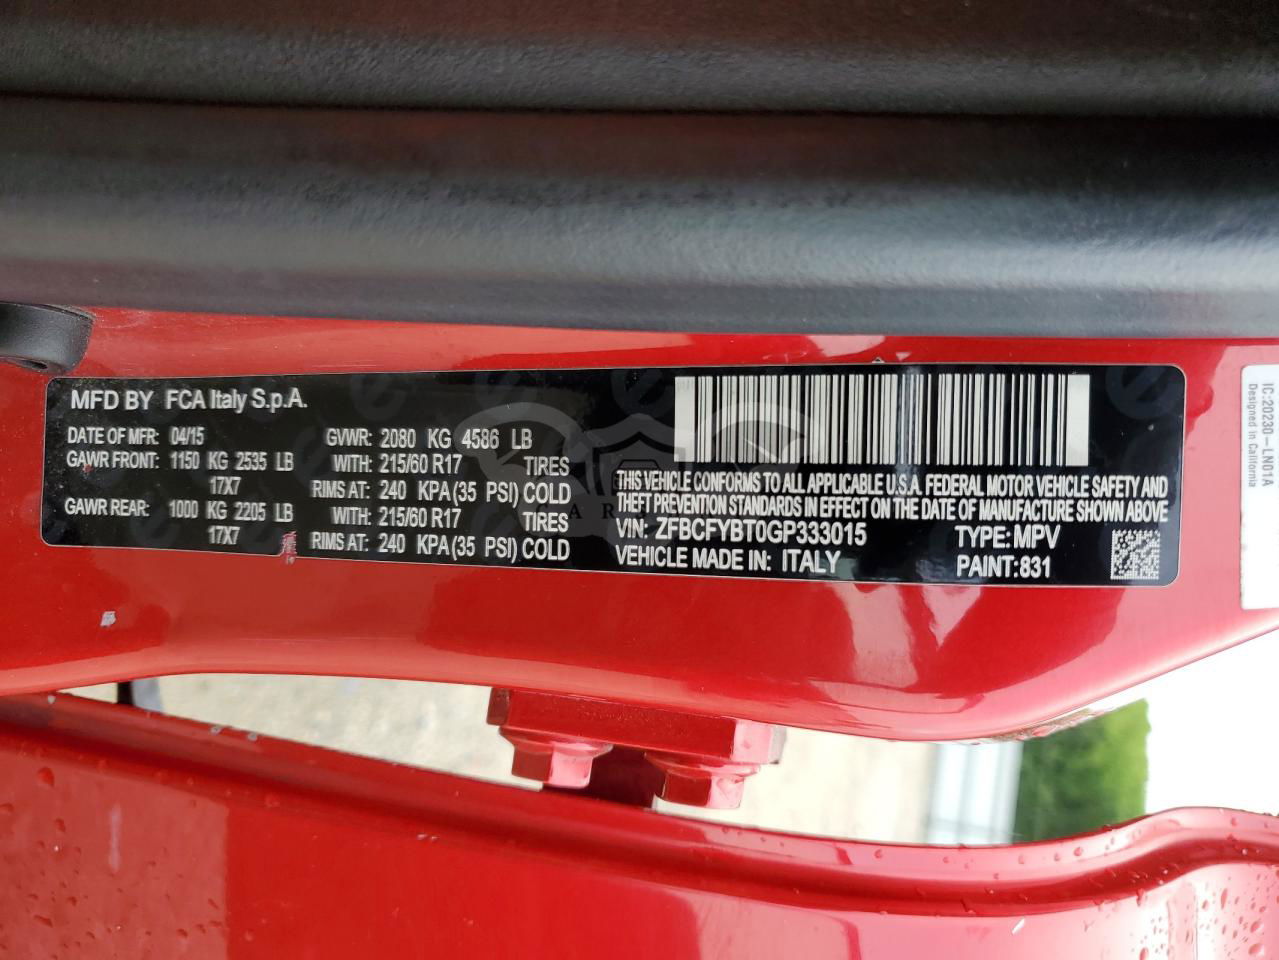 MFD BY FCA Italy S.p.A.
DATE OF MFR: 04/15 GVWR: 2080 KG 4586 LB
GAWR FRONT: 1150 KG 2535 LB WITH: 215/60 R17 TIRES
17X7 RIMS AT: 240 KPA(35 PSI) COLD
GAWR REAR: 1000 KG 2205 LB WITH: 215/60 R17 TIRES
17X7 RIMS AT: 240 KPA(35 PSI) COLD
THIS VEHICLE CONFORMS TO ALL APPLICABLE U.S.A. FEDERAL MOTOR VEHICLE SAFETY AND
THEFT PREVENTION STANDARDS IN EFFECT ON THE DATE OF MANUFACTURE SHOWN ABOVE
VIN: ZFBCFYBT0GP333015 TYPE: MPV
VEHICLE MADE IN: ITALY PAINT: 831
IC:20230-LN01A
Designed in California